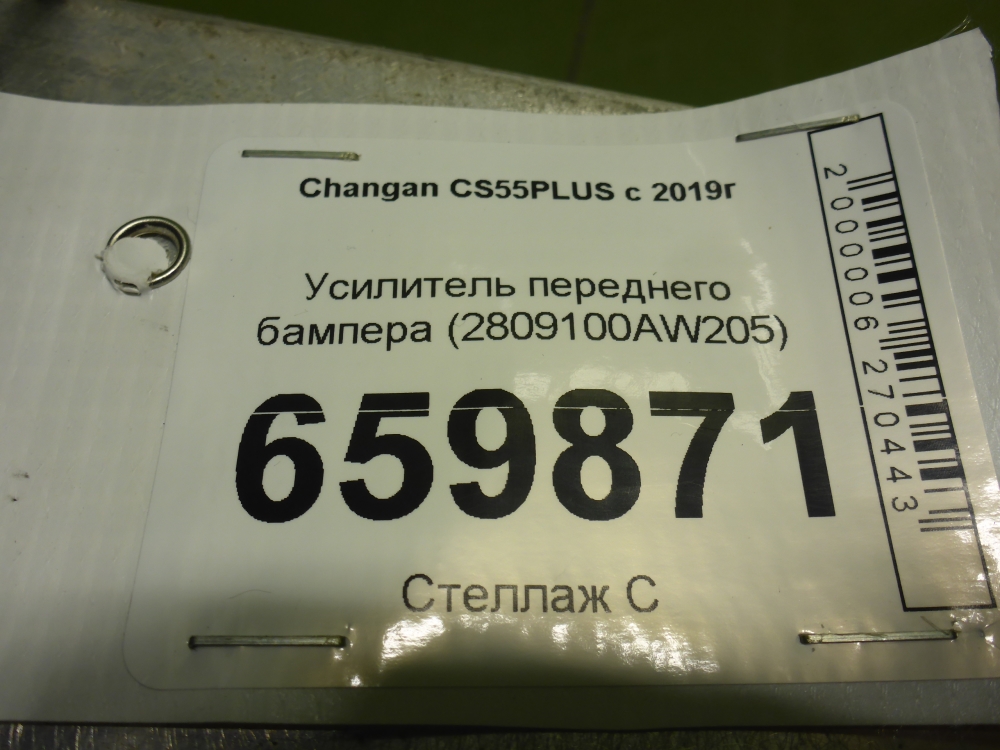 Changan CS55PLUS с 2019г
Усилитель переднего
бампера (2809100AW205)
659871
Стеллаж С
2000006270443